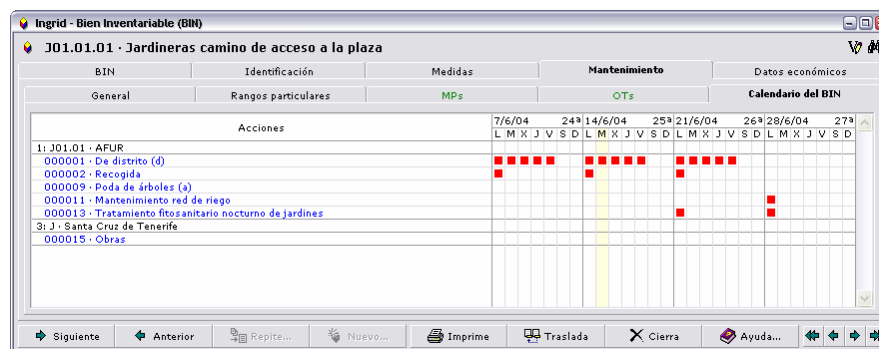 Ingrid - Bien Inventariable (BIN)
J01.01.01 · Jardineras camino de acceso a la plaza
BIN Identificación Medidas Mantenimiento Datos económicos
General Rangos particulares MPs OTs Calendario del BIN
Acciones 7/6/04 24ª 14/6/04 25ª 21/6/04 26ª 28/6/04 27ª
L M X J V S D L M X J V S D L M X J V S D L M X J V S D
1: J01.01 · AFUR
000001 · De distrito (d)
000002 · Recogida
000009 · Poda de árboles (a)
000011 · Mantenimiento red de riego
000013 · Tratamiento fitosanitario nocturno de jardines
3: J · Santa Cruz de Tenerife
000015 · Obras
Siguiente Anterior Repite... Nuevo... Imprime Traslada Cierra Ayuda...